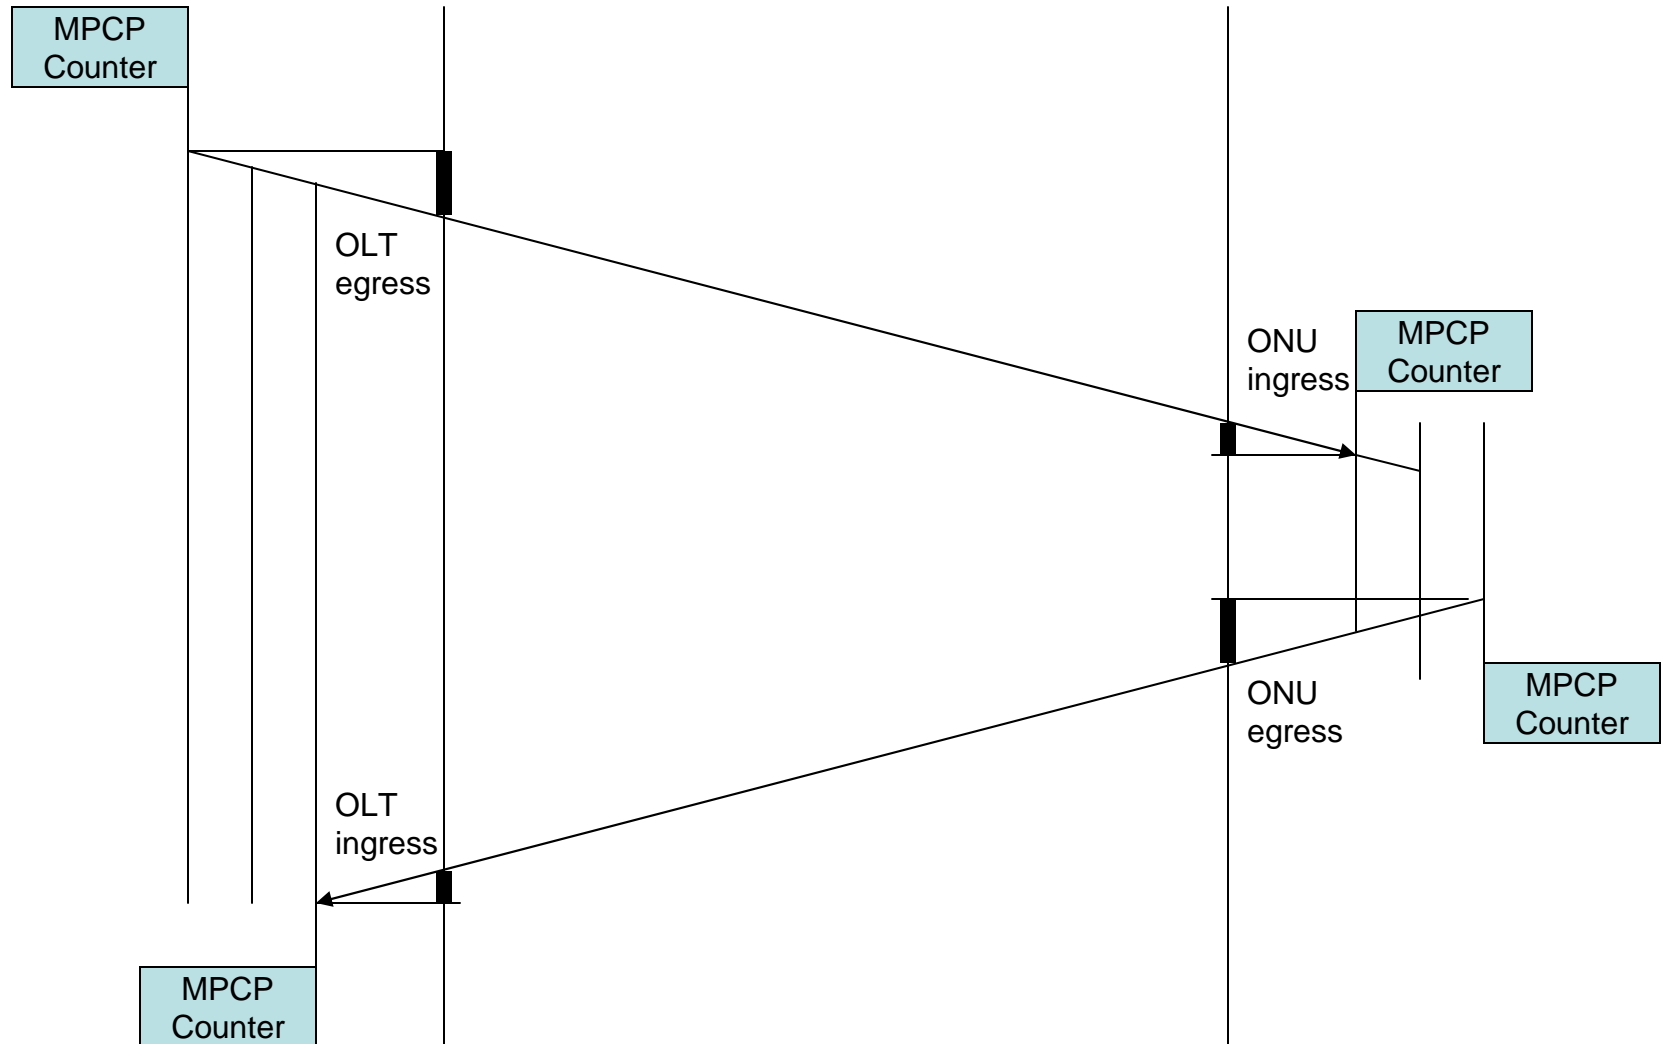 MPCP
Counter
OLT
egress
ONU
ingress
MPCP
Counter
ONU
egress
MPCP
Counter
OLT
ingress
MPCP
Counter